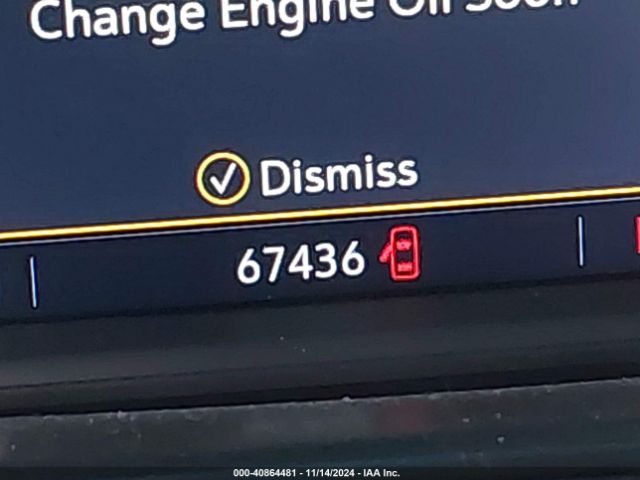 Change Engine Oil Soon
Dismiss
67436
000-40864481 - 11/14/2024 - IAA Inc.